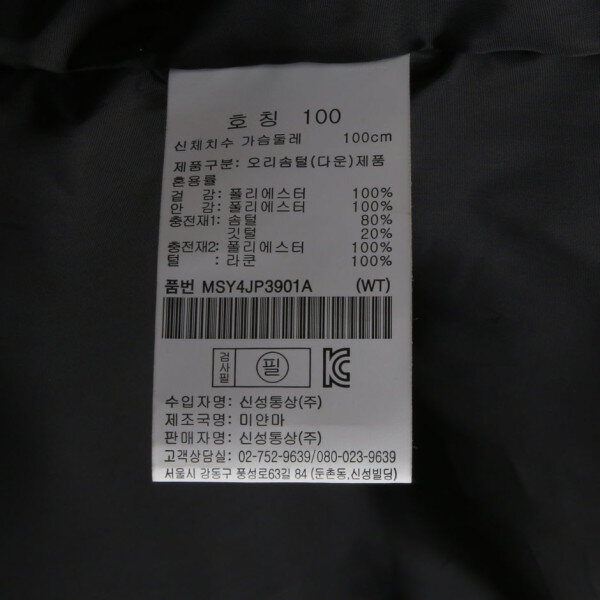 호 칭 100
신체치수 가슴둘레 100cm
제품구분: 오리솜털(다운)제품
혼용률
겉 감: 폴리에스터 100%
안 감: 폴리에스터 100%
충전재1: 솜털 80%
깃털 20%
충전재2: 폴리에스터 100%
털 : 라쿤 100%
품번 MSY4JP3901A (WT)
검사필 필
수입자명: 신성통상(주)
제조국명: 미얀마
판매자명: 신성통상(주)
고객상담실: 02-752-9639/080-023-9639
서울시 강동구 풍성로63길 84 (둔촌동,신성빌딩)